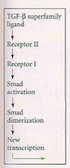 TGF-β superfamily
ligand
Receptor II
Receptor I
Smad
activation
Smad
dimerization
New
transcription